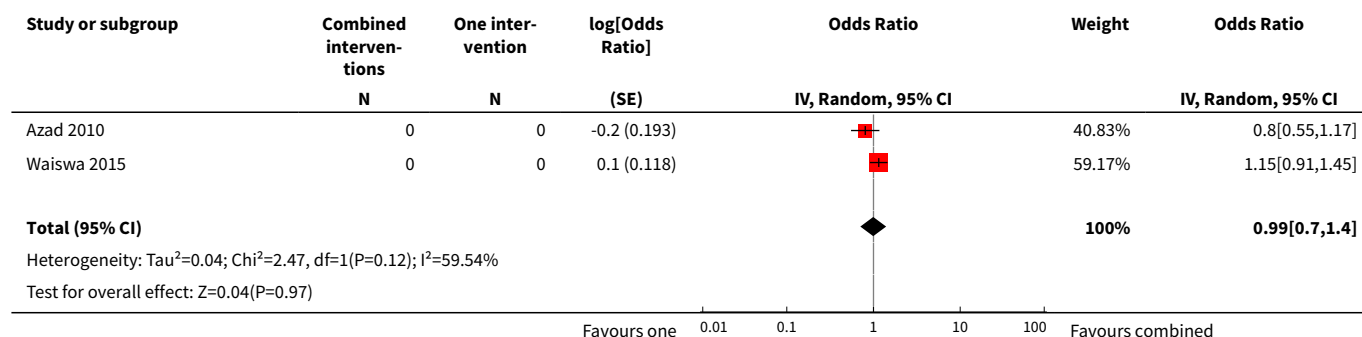 Study or subgroup Combined interven-tions One inter-vention log[Odds Ratio] Odds Ratio Weight Odds Ratio
N N (SE) IV, Random, 95% CI IV, Random, 95% CI
Azad 2010 0 0 -0.2 (0.193) 40.83% 0.8[0.55,1.17]
Waiswa 2015 0 0 0.1 (0.118) 59.17% 1.15[0.91,1.45]
Total (95% CI) 100% 0.99[0.7,1.4]
Heterogeneity: Tau²=0.04; Chi²=2.47, df=1(P=0.12); I²=59.54%
Test for overall effect: Z=0.04(P=0.97)
Favours one 0.01 0.1 1 10 100 Favours combined